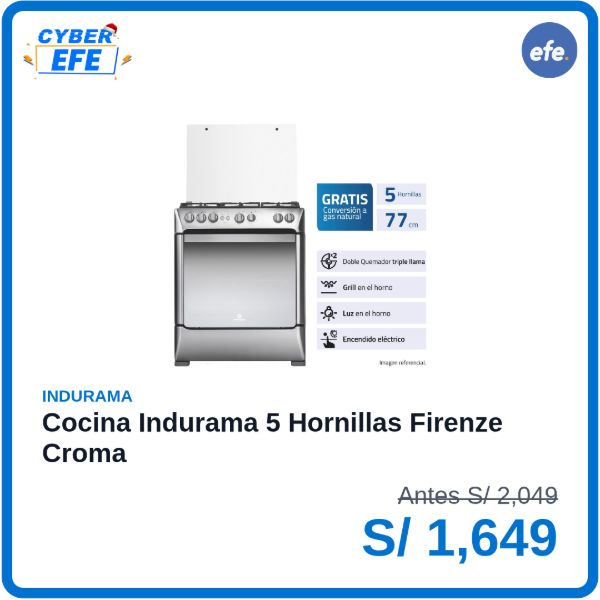 CYBER
EFE
efe.
GRATIS
Conversión a
gas natural
5 Hornillas
77 cm
Doble Quemador triple llama
Grill en el horno
Luz en el horno
Encendido eléctrico
Imagen referencial.
INDURAMA
Cocina Indurama 5 Hornillas Firenze
Croma
Antes S/ 2,049
S/ 1,649